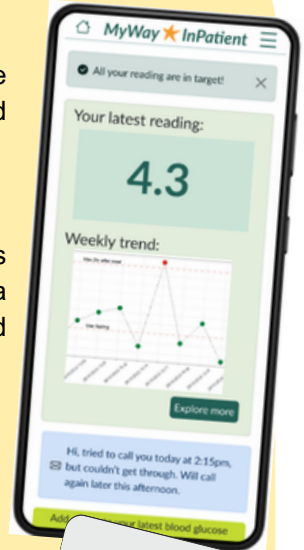 e
d
s
a
d
MyWay InPatient
All your reading are in target!
Your latest reading:
4.3
Weekly trend:
Explore more
Hi, tried to call you today at 2:15pm,
but couldn't get through. Will call
again later this afternoon.
Add your latest blood glucose